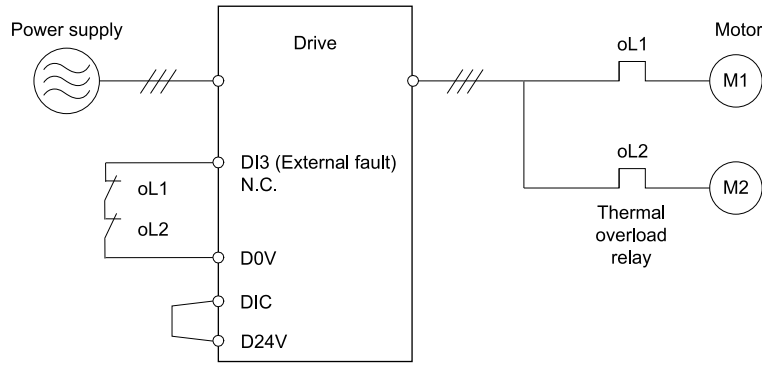 Power supply
Drive
oL1
Motor
M1
DI3 (External fault)
N.C.
oL1
oL2
oL2
M2
Thermal
overload
relay
D0V
DIC
D24V